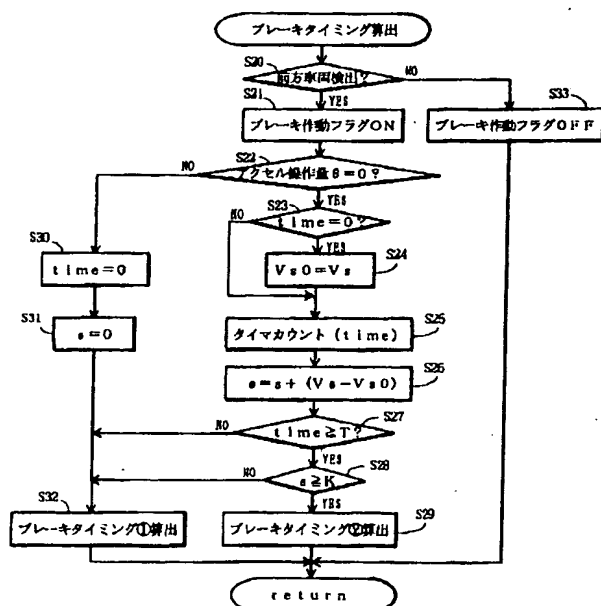 ブレーキタイミング算出
S20
前方車両検出?
NO
YES
S21
ブレーキ作動フラグON
S33
ブレーキ作動フラグOFF
S22
アクセル操作量θ=0?
NO
YES
S23
time=0?
NO
YES
S24
Vs0=Vs
S30
time=0
S31
s=0
S25
タイマカウント(time)
S26
s=s+(Vs-Vs0)
S27
time≧T?
NO
YES
S28
s≧K
NO
YES
S32
ブレーキタイミング①算出
S29
ブレーキタイミング②算出
return